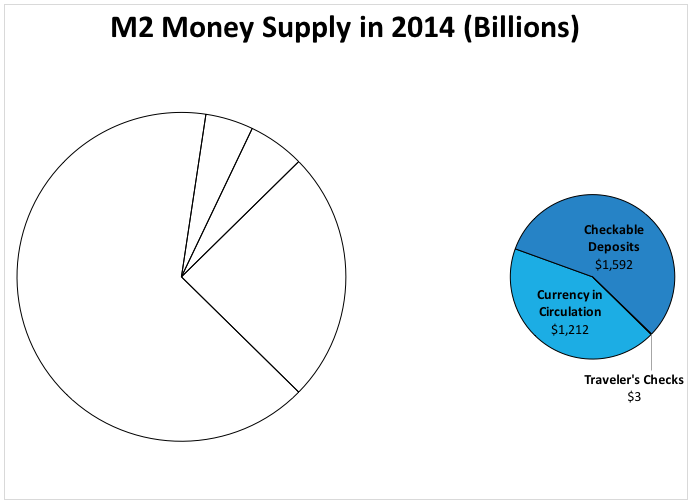 M2 Money Supply in 2014 (Billions)
Checkable
Deposits
$1,592
Currency in
Circulation
$1,212
Traveler's Checks
$3